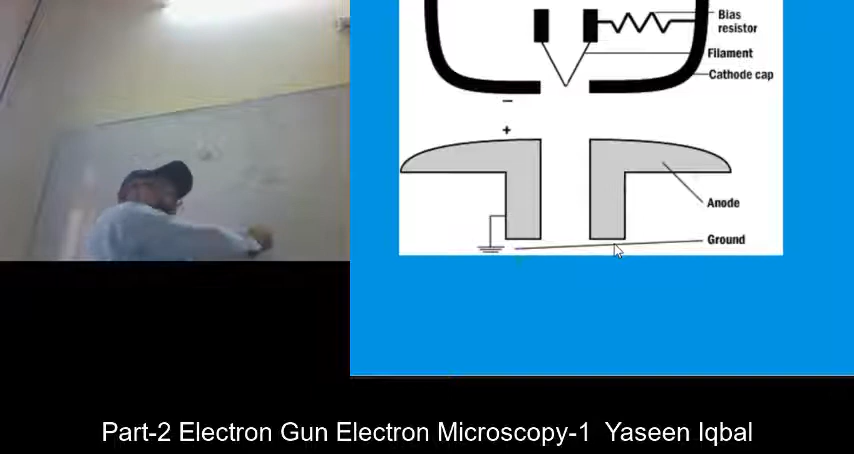 Bias
resistor
Filament
Cathode cap
−
+
Anode
Ground
Part-2 Electron Gun Electron Microscopy-1 Yaseen Iqbal